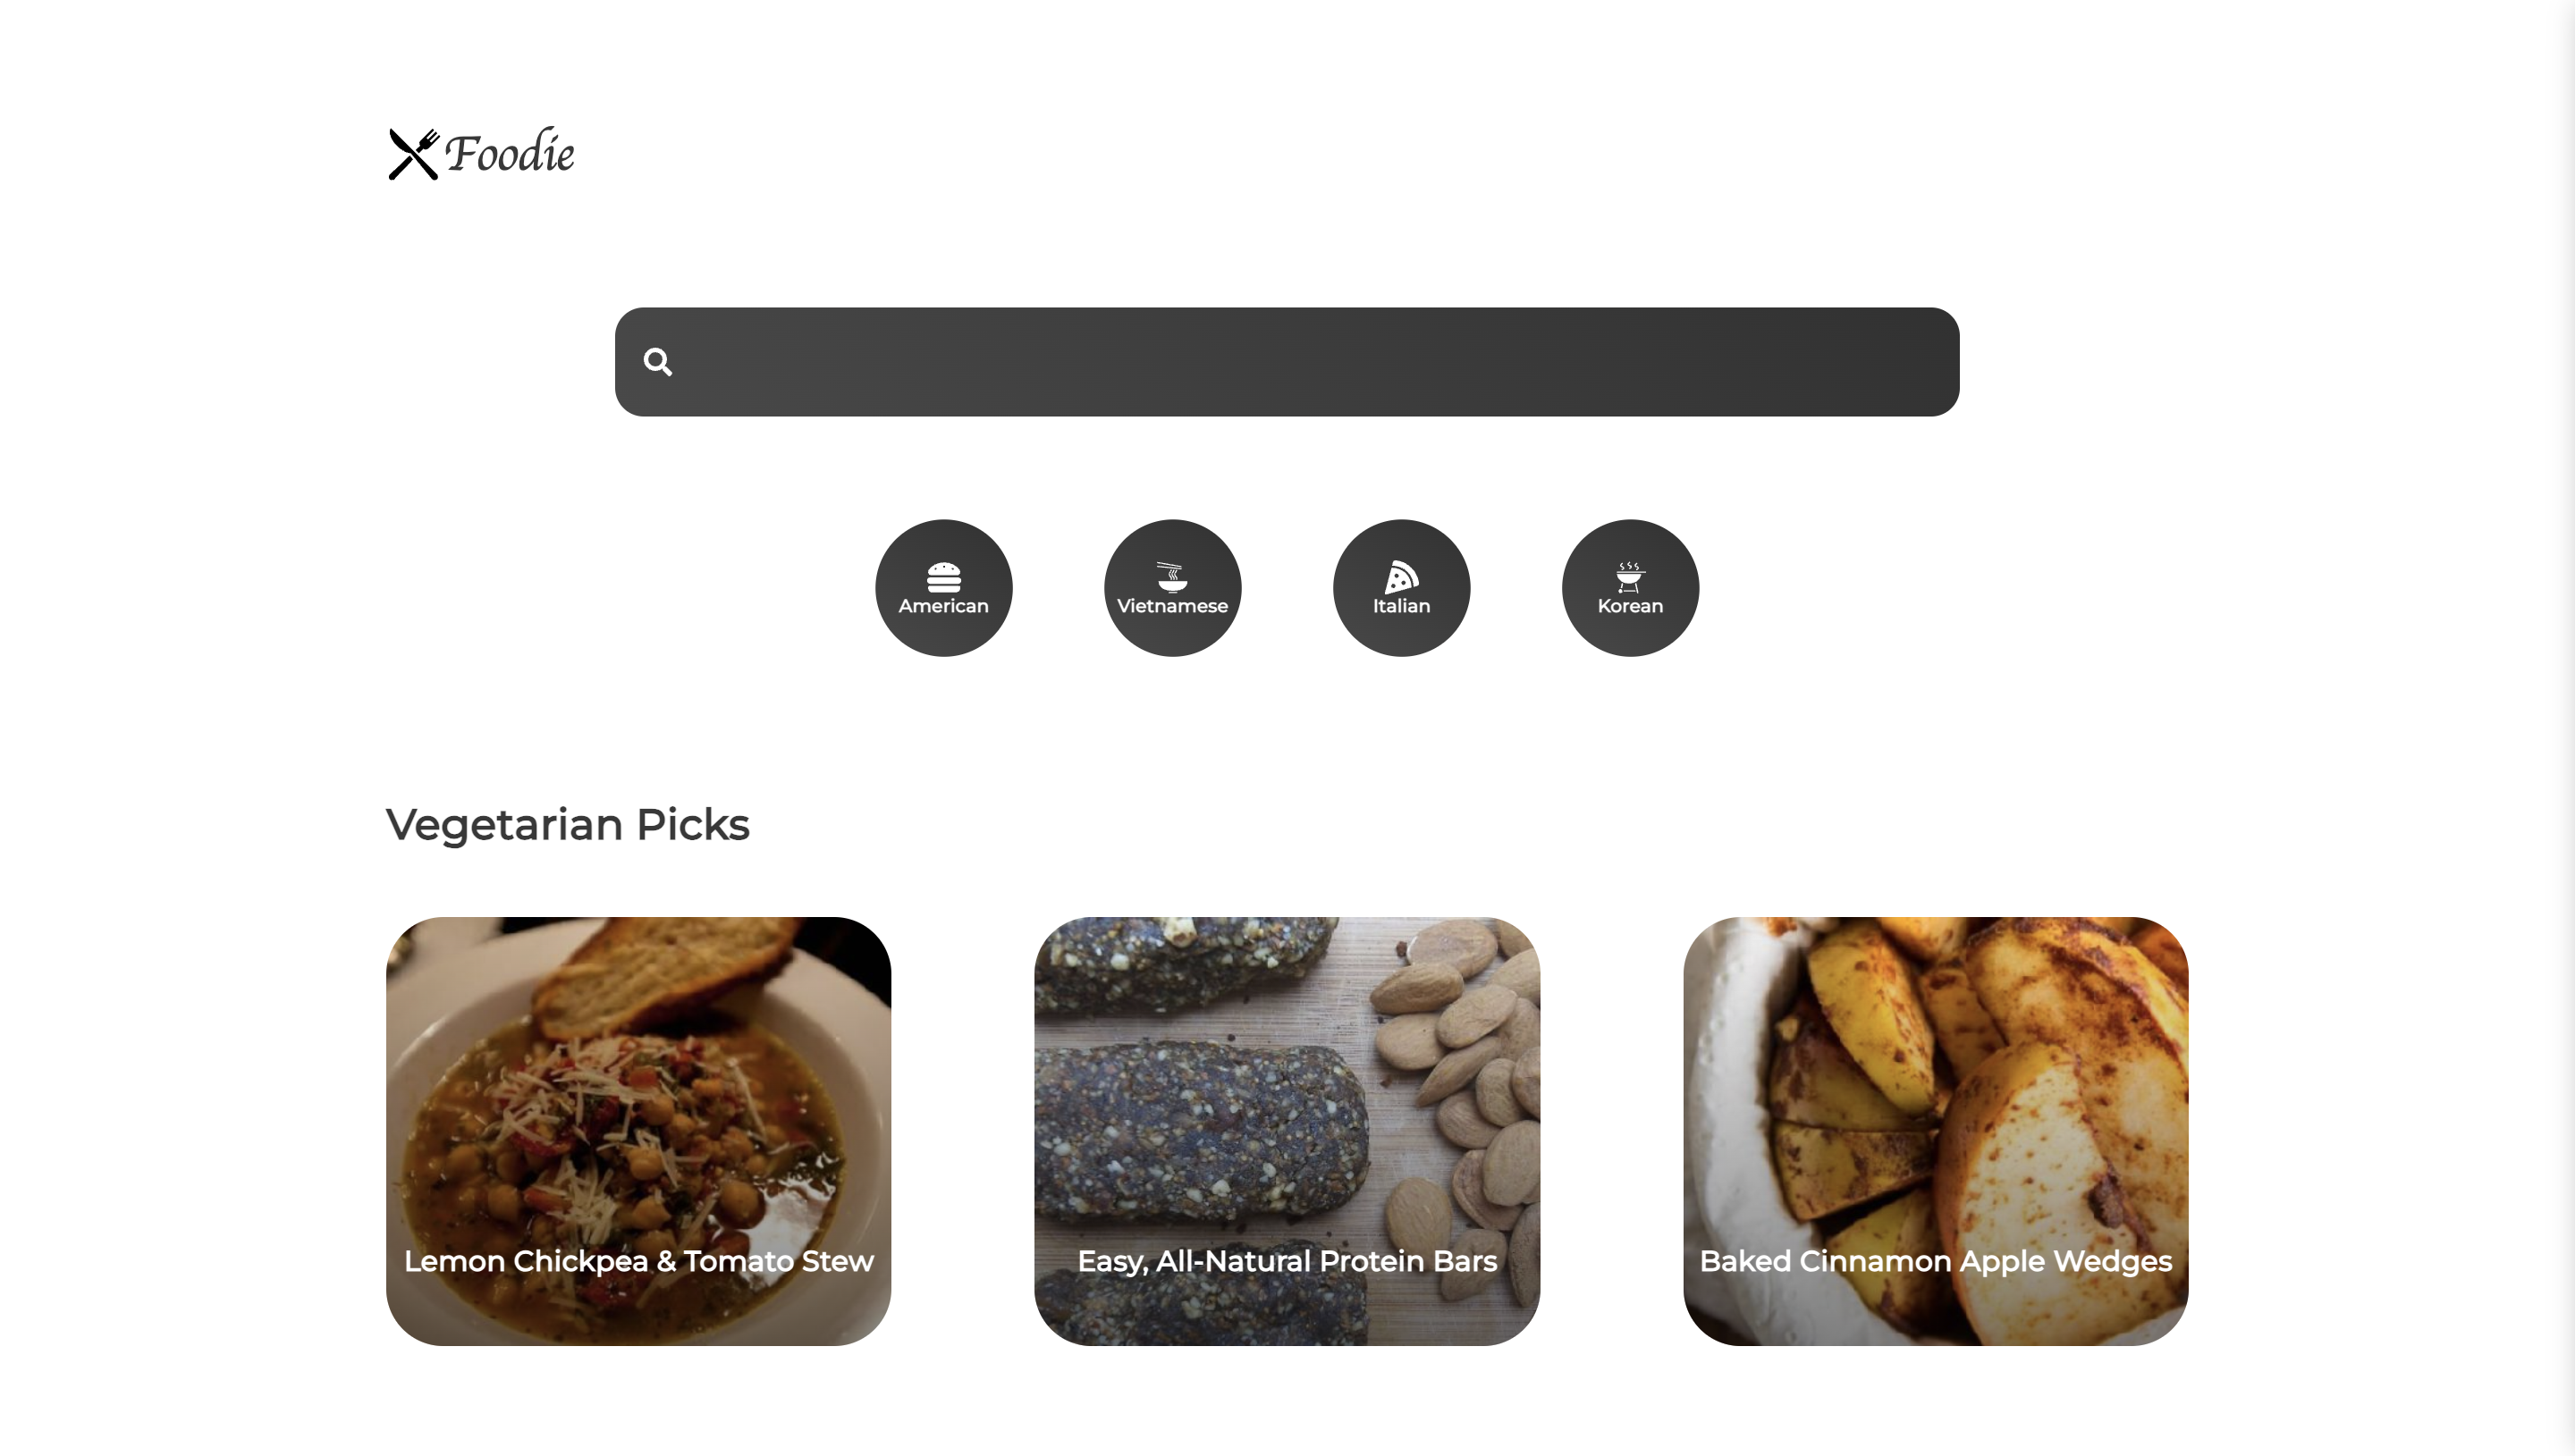 Foodie
American
Vietnamese
Italian
Korean
Vegetarian Picks
Lemon Chickpea & Tomato Stew
Easy, All-Natural Protein Bars
Baked Cinnamon Apple Wedges